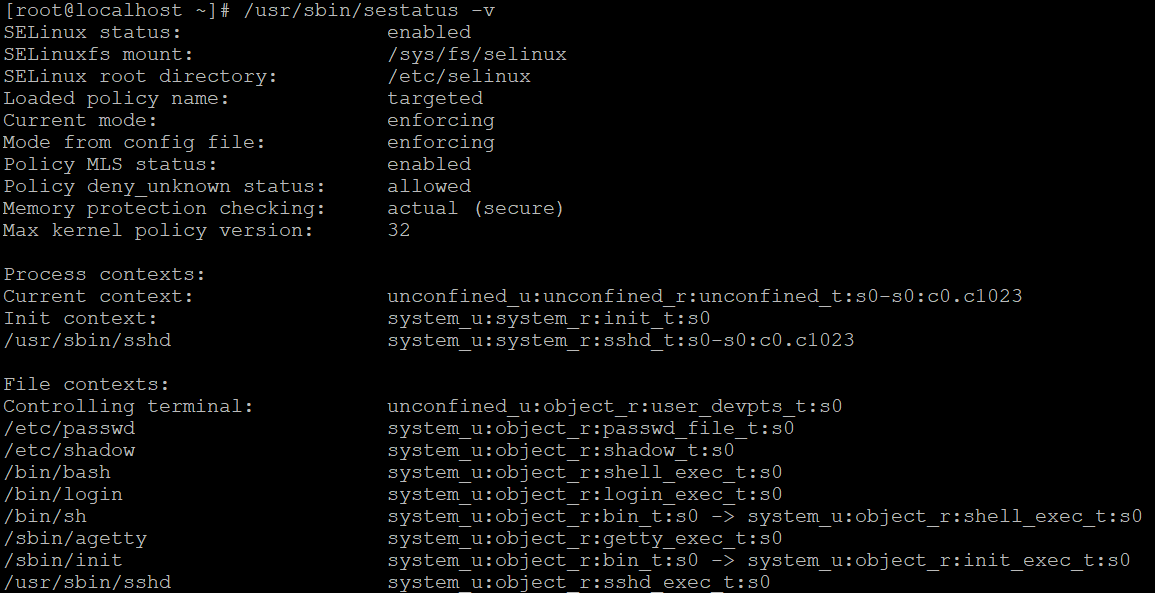 [root@localhost ~]# /usr/sbin/sestatus -v
SELinux status:                 enabled
SELinuxfs mount:                /sys/fs/selinux
SELinux root directory:         /etc/selinux
Loaded policy name:             targeted
Current mode:                   enforcing
Mode from config file:          enforcing
Policy MLS status:              enabled
Policy deny_unknown status:     allowed
Memory protection checking:     actual (secure)
Max kernel policy version:      32

Process contexts:
Current context:                unconfined_u:unconfined_r:unconfined_t:s0-s0:c0.c1023
Init context:                   system_u:system_r:init_t:s0
/usr/sbin/sshd                  system_u:system_r:sshd_t:s0-s0:c0.c1023

File contexts:
Controlling terminal:           unconfined_u:object_r:user_devpts_t:s0
/etc/passwd                     system_u:object_r:passwd_file_t:s0
/etc/shadow                     system_u:object_r:shadow_t:s0
/bin/bash                       system_u:object_r:shell_exec_t:s0
/bin/login                      system_u:object_r:login_exec_t:s0
/bin/sh                         system_u:object_r:bin_t:s0 -> system_u:object_r:shell_exec_t:s0
/sbin/agetty                    system_u:object_r:getty_exec_t:s0
/sbin/init                      system_u:object_r:bin_t:s0 -> system_u:object_r:init_exec_t:s0
/usr/sbin/sshd                  system_u:object_r:sshd_exec_t:s0